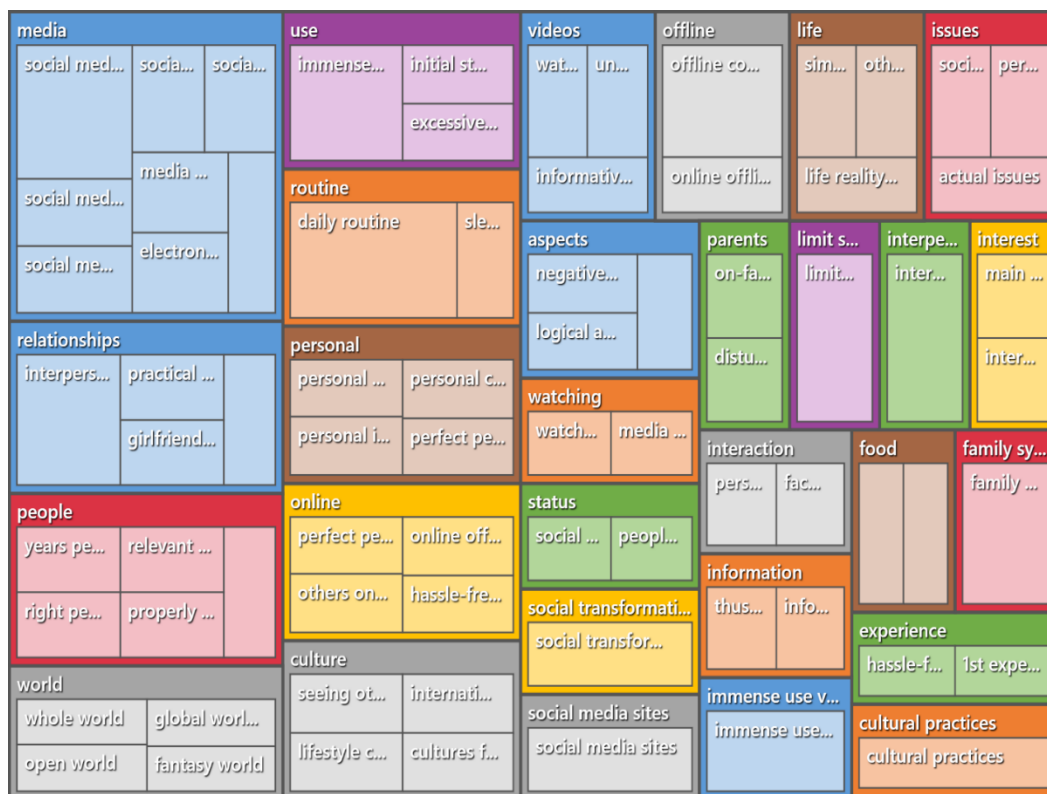 media
social med...
socia...
socia...
social med...
media ...
social me...
electron...
relationships
interpers...
practical ...
girlfriend...
people
years pe...
relevant ...
right pe...
properly ...
world
whole world
global worl...
open world
fantasy world
use
immense...
initial st...
excessive...
routine
daily routine
sle...
personal
personal ...
personal c...
personal i...
perfect pe...
online
perfect pe...
online off...
others on...
hassle-fre...
culture
seeing ot...
internati...
lifestyle c...
cultures f...
videos
wat...
un...
informativ...
offline
offline co...
online offli...
life
sim...
oth...
life reality...
issues
soci...
per...
actual issues
aspects
negative...
logical a...
parents
on-fa...
distu...
limit s...
limit...
interpe...
inter...
interest
main ...
inter...
watching
watch...
media ...
status
social ...
peopl...
social transformati...
social transfor...
social media sites
social media sites
interaction
pers...
fac...
food
family sy...
family ...
information
thus...
info...
experience
hassle-f...
1st expe...
immense use v...
immense use...
cultural practices
cultural practices